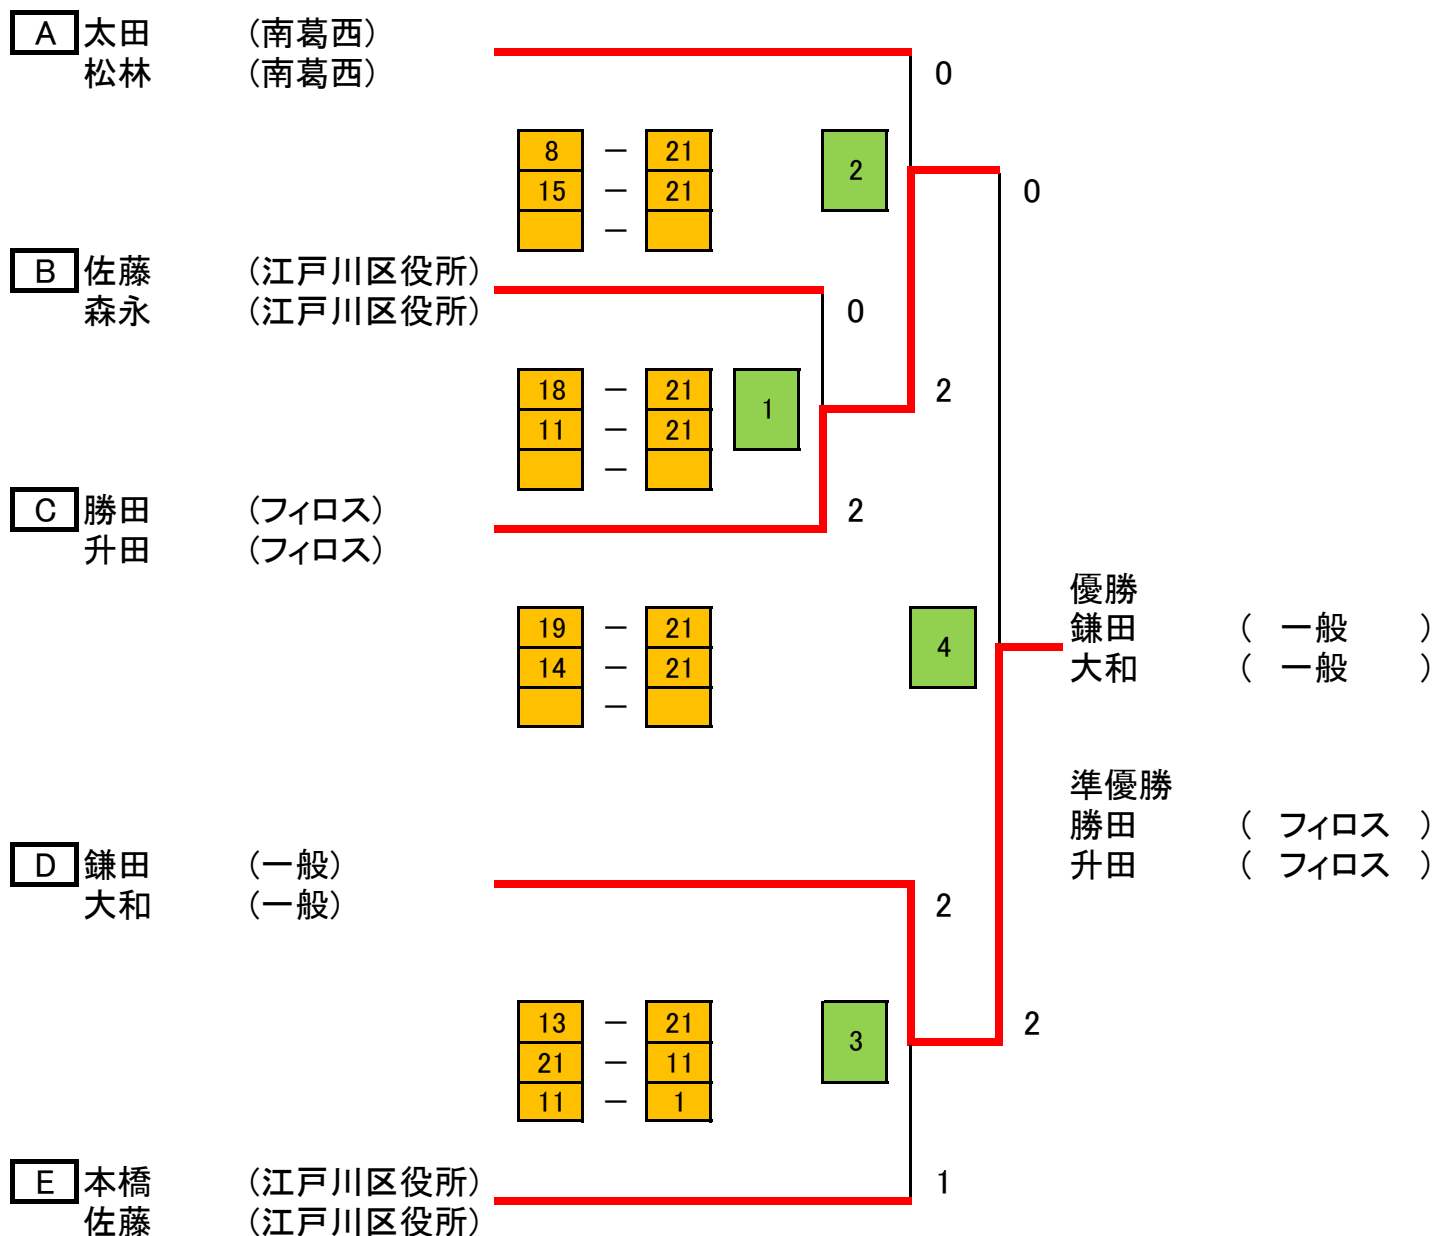 A 太田 (南葛西)
松林 (南葛西)
0
8 － 21
15 － 21
－
2
0
B 佐藤 (江戸川区役所)
森永 (江戸川区役所)
0
18 － 21
11 － 21
－
1
2
C 勝田 (フィロス)
升田 (フィロス)
2
19 － 21
14 － 21
－
4
優勝
鎌田 ( 一般 )
大和 ( 一般 )
準優勝
勝田 ( フィロス )
升田 ( フィロス )
D 鎌田 (一般)
大和 (一般)
2
13 － 21
21 － 11
11 － 1
3
2
E 本橋 (江戸川区役所)
佐藤 (江戸川区役所)
1